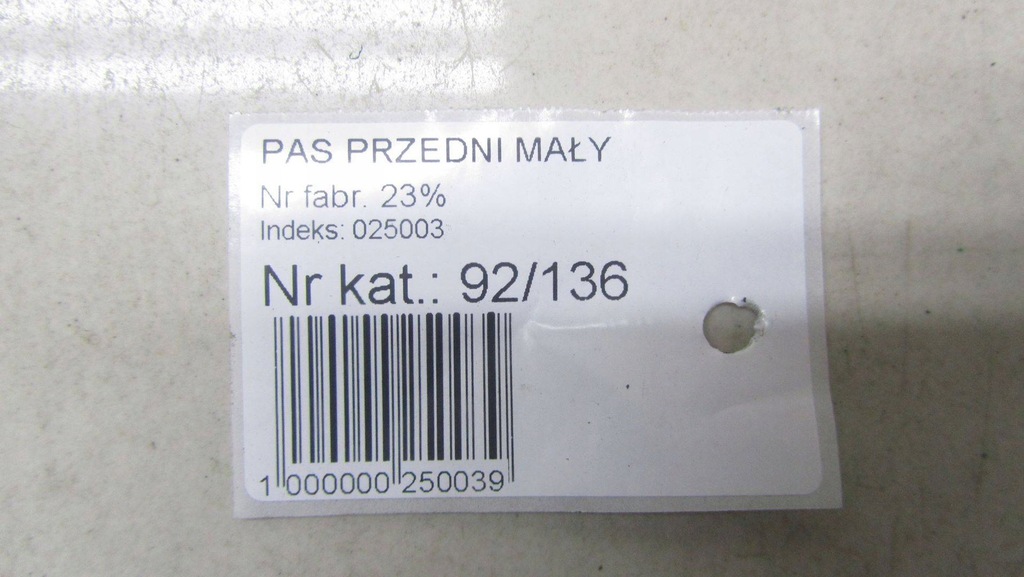 PAS PRZEDNI MAŁY
Nr fabr. 23%
Indeks: 025003
Nr kat.: 92/136
1 000000 250039